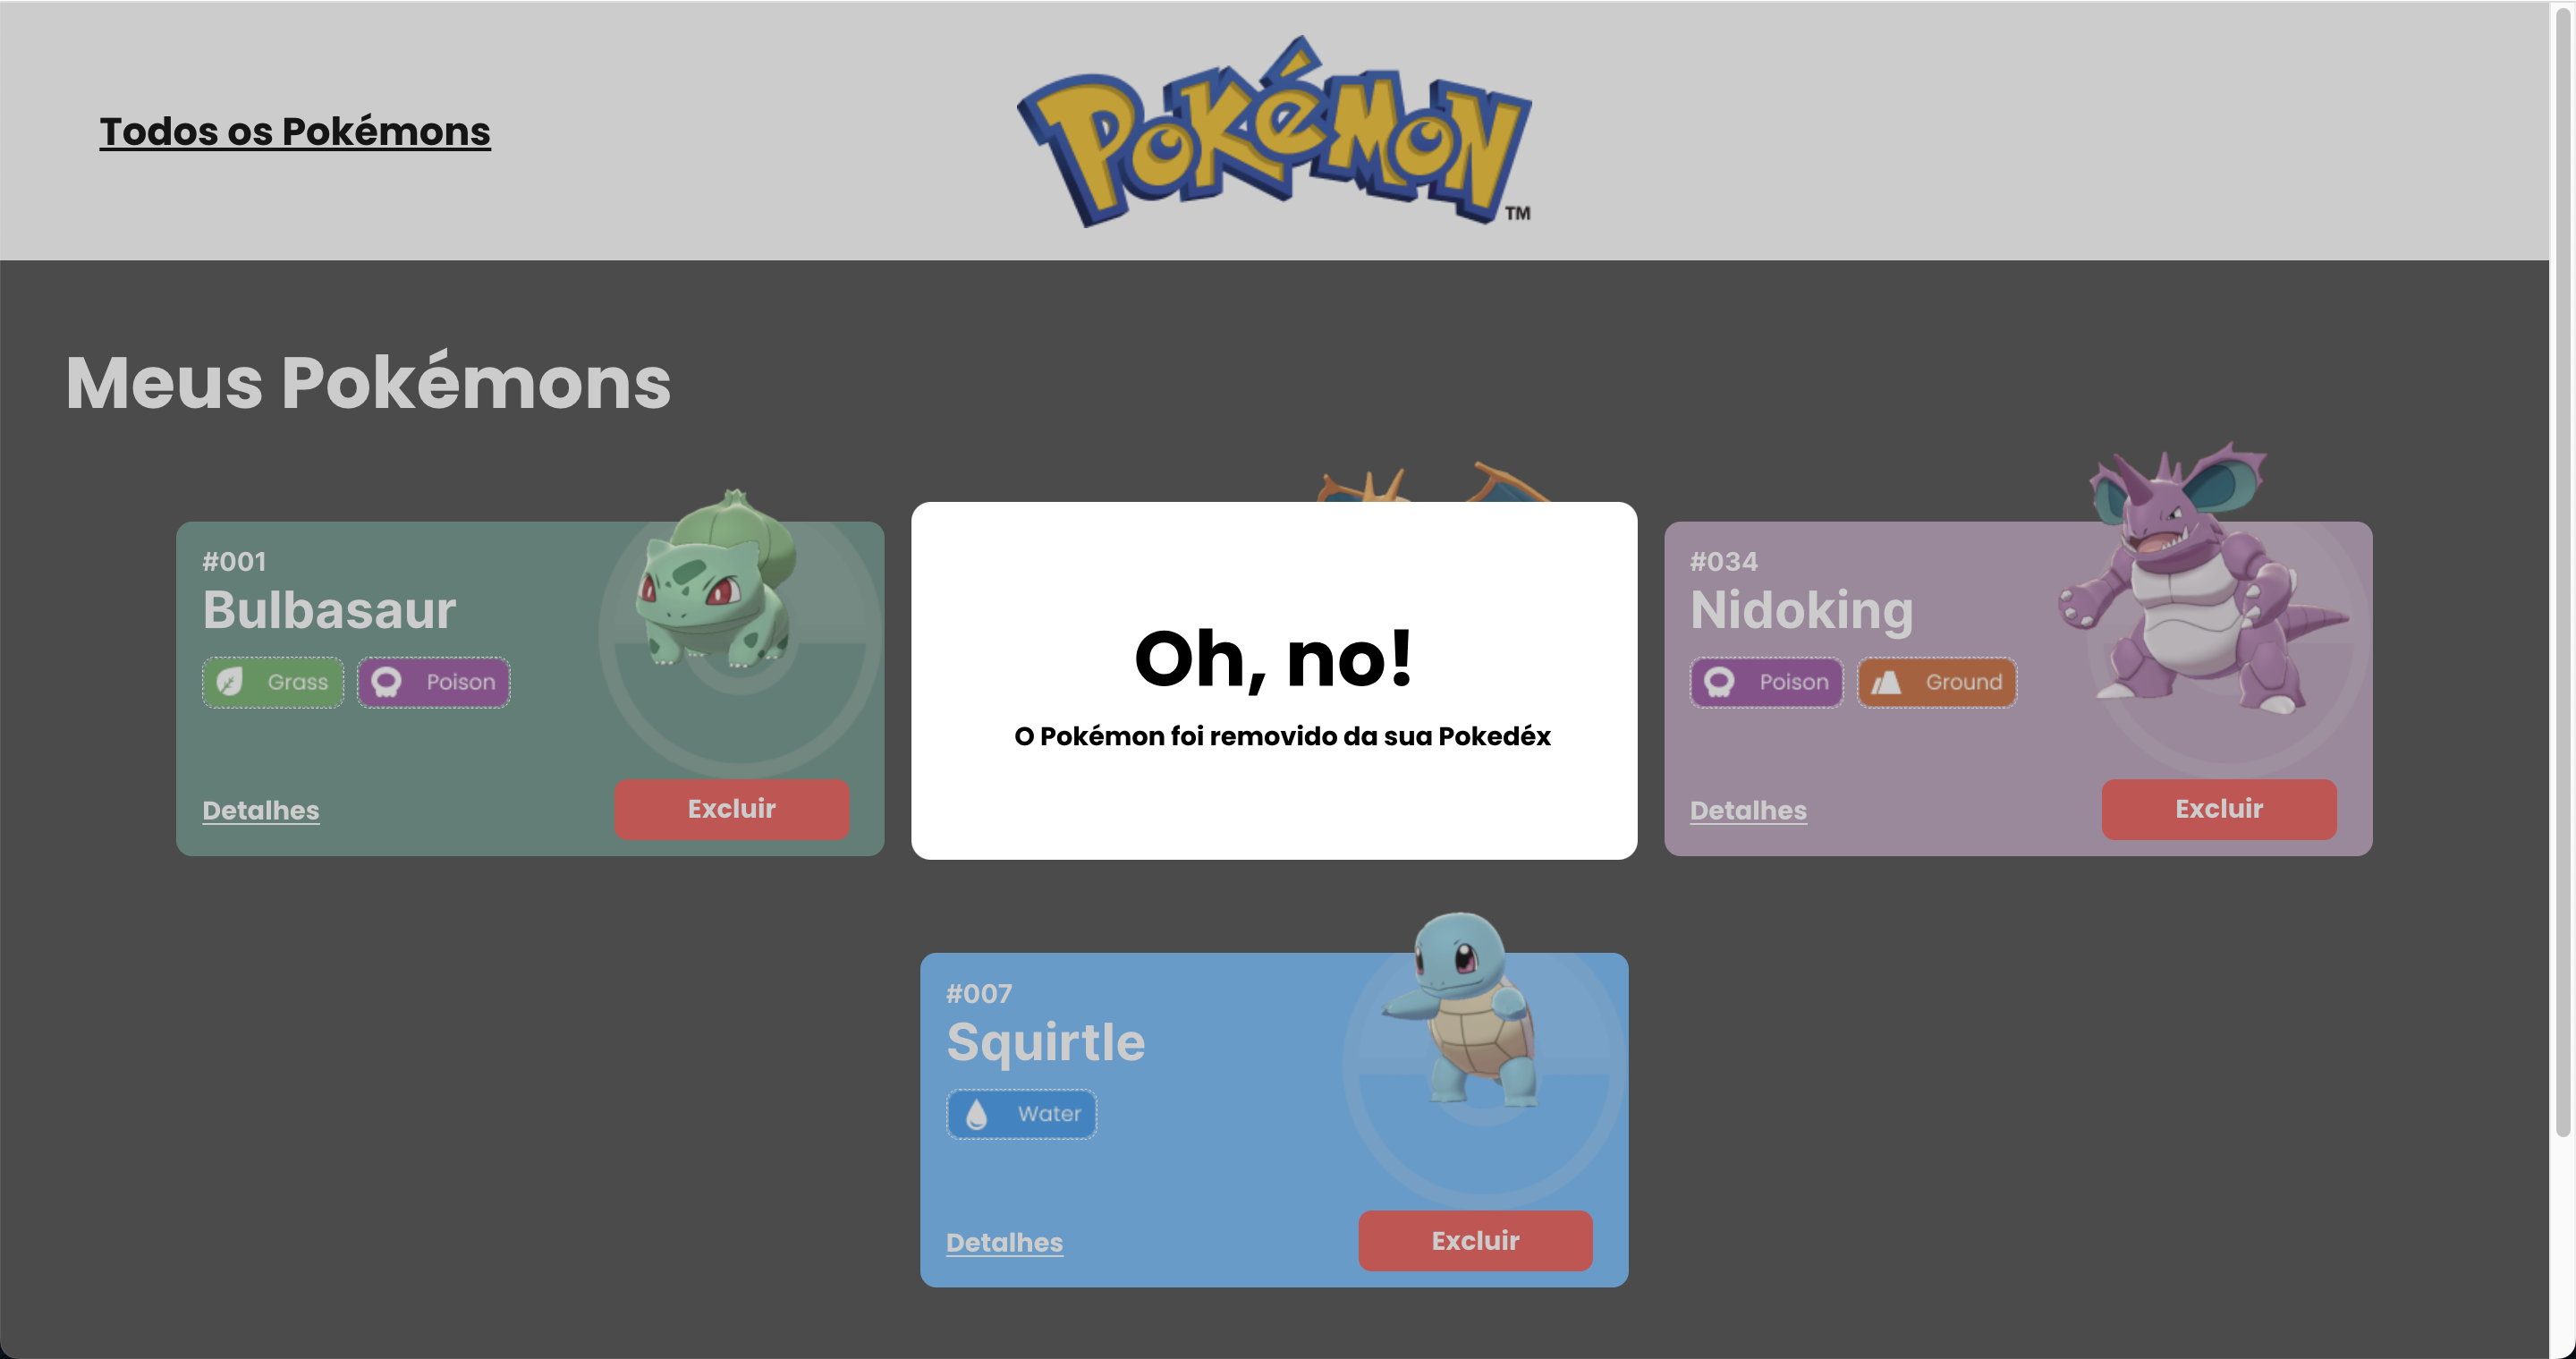 Todos os Pokémons
POKéMON
TM
Meus Pokémons
#001
Bulbasaur
Grass
Poison
Detalhes
Excluir
Oh, no!
O Pokémon foi removido da sua Pokedéx
#034
Nidoking
Poison
Ground
Detalhes
Excluir
#007
Squirtle
Water
Detalhes
Excluir